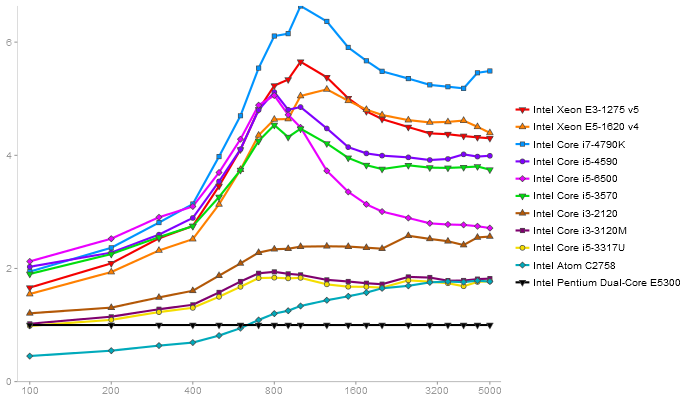 6
4
2
0
100
200
400
800
1600
3200
5000
Intel Xeon E3-1275 v5
Intel Xeon E5-1620 v4
Intel Core i7-4790K
Intel Core i5-4590
Intel Core i5-6500
Intel Core i5-3570
Intel Core i3-2120
Intel Core i3-3120M
Intel Core i5-3317U
Intel Atom C2758
Intel Pentium Dual-Core E5300